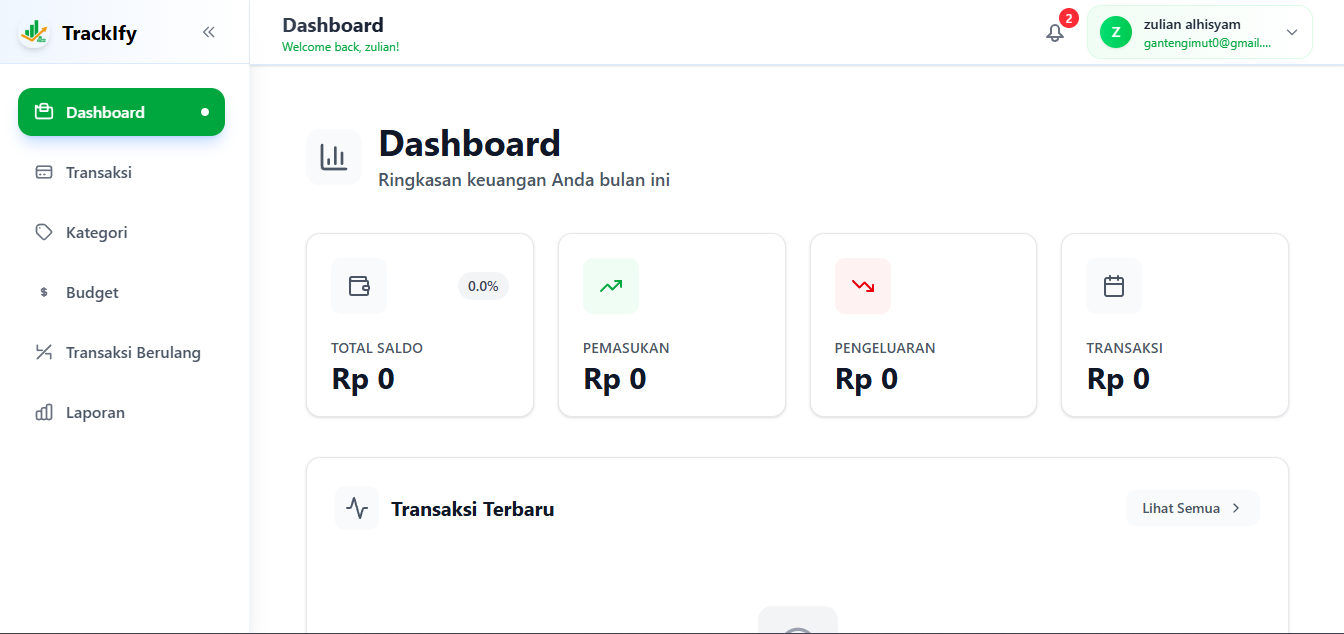 TrackIfy
Dashboard
Welcome back, zulian!
2
Z
zulian alhisyam
gantengimut0@gmail....
Dashboard
Transaksi
Kategori
$ Budget
Transaksi Berulang
Laporan
Dashboard
Ringkasan keuangan Anda bulan ini
0.0%
TOTAL SALDO
Rp 0
PEMASUKAN
Rp 0
PENGELUARAN
Rp 0
TRANSAKSI
Rp 0
Transaksi Terbaru
Lihat Semua